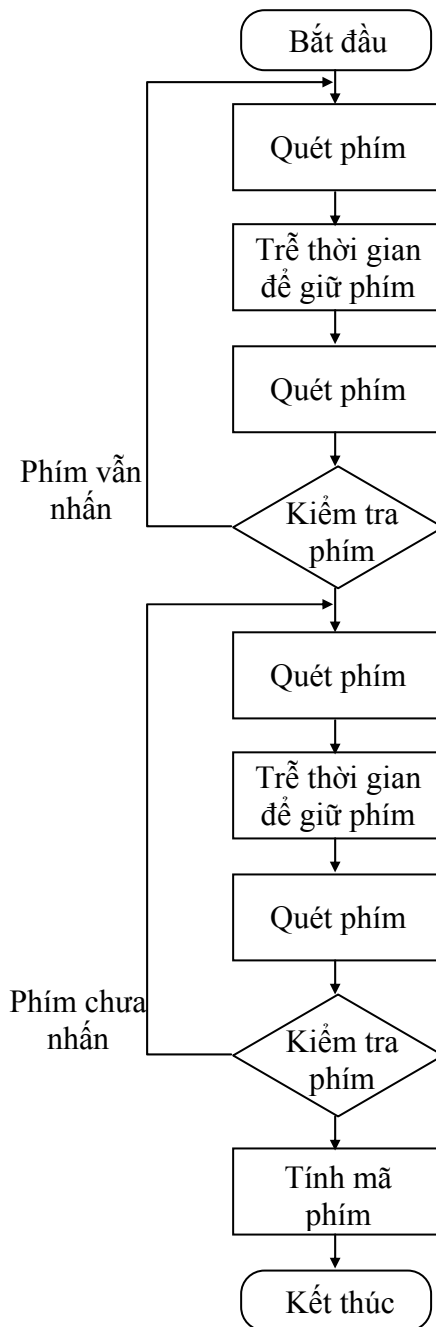 Bắt đầu
Quét phím
Trễ thời gian
để giữ phím
Quét phím
Phím vẫn
nhấn
Kiểm tra
phím
Quét phím
Trễ thời gian
để giữ phím
Quét phím
Phím chưa
nhấn
Kiểm tra
phím
Tính mã
phím
Kết thúc